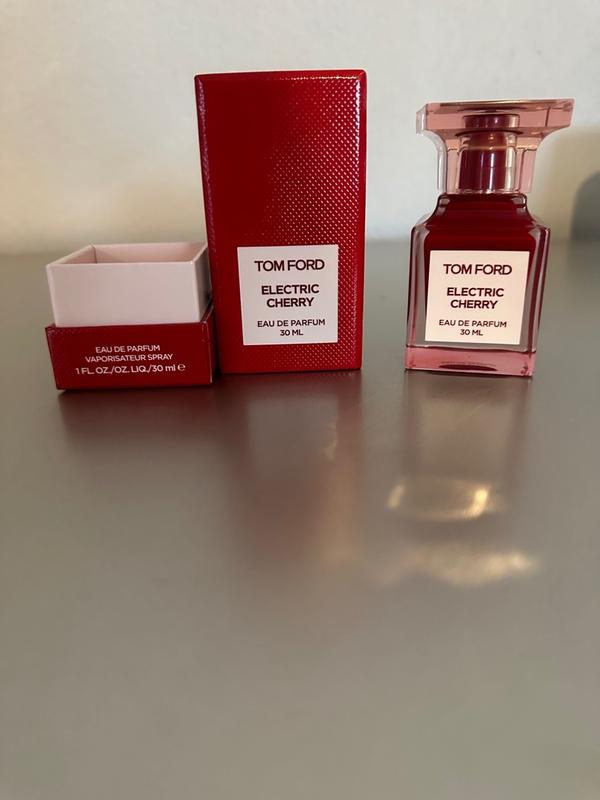 EAU DE PARFUM
VAPORISATEUR SPRAY
1 FL. OZ./OZ. LIQ./30 ml ℮
TOM FORD
ELECTRIC
CHERRY
EAU DE PARFUM
30 ML
TOM FORD
ELECTRIC
CHERRY
EAU DE PARFUM
30 ML